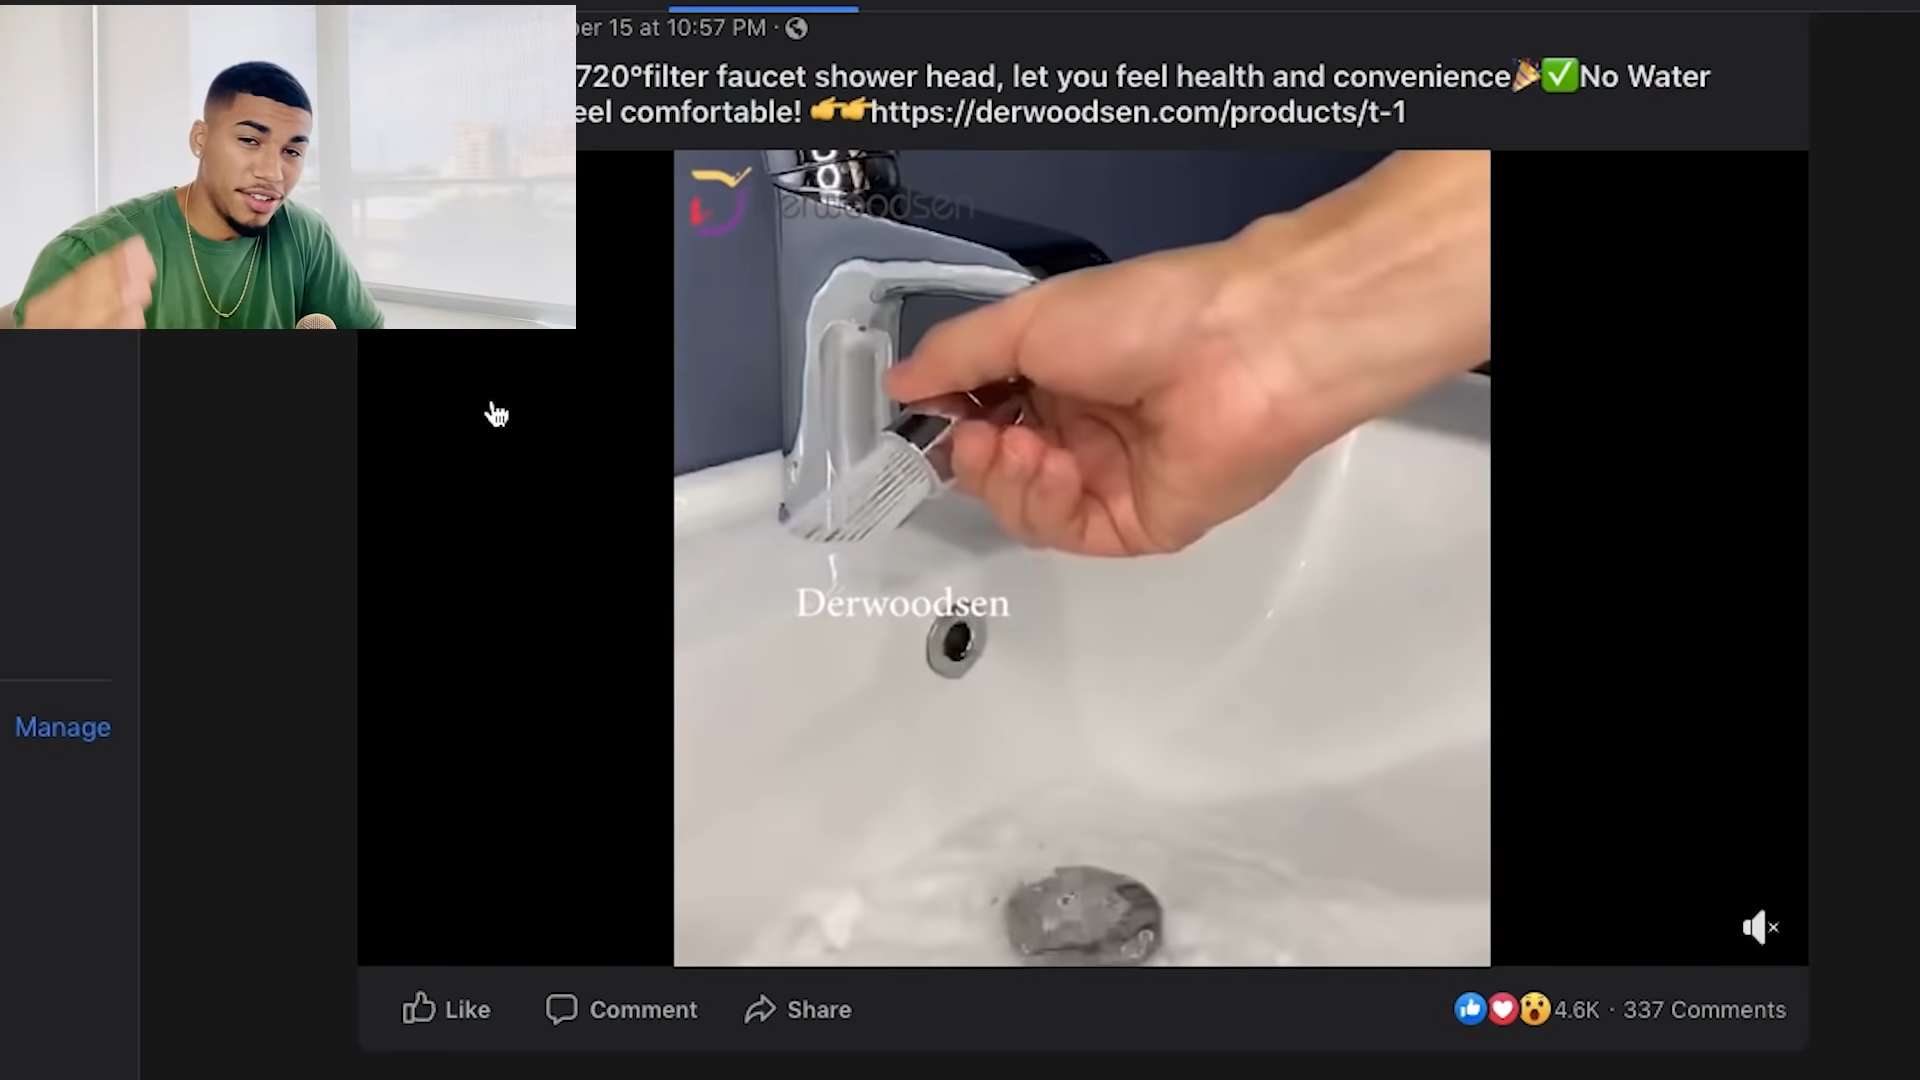 er 15 at 10:57 PM ·
720°filter faucet shower head, let you feel health and convenience🎉✅No Water
eel comfortable! 👉👉https://derwoodsen.com/products/t-1
erwoodsen
Derwoodsen
Manage
Like
Comment
Share
4.6K · 337 Comments